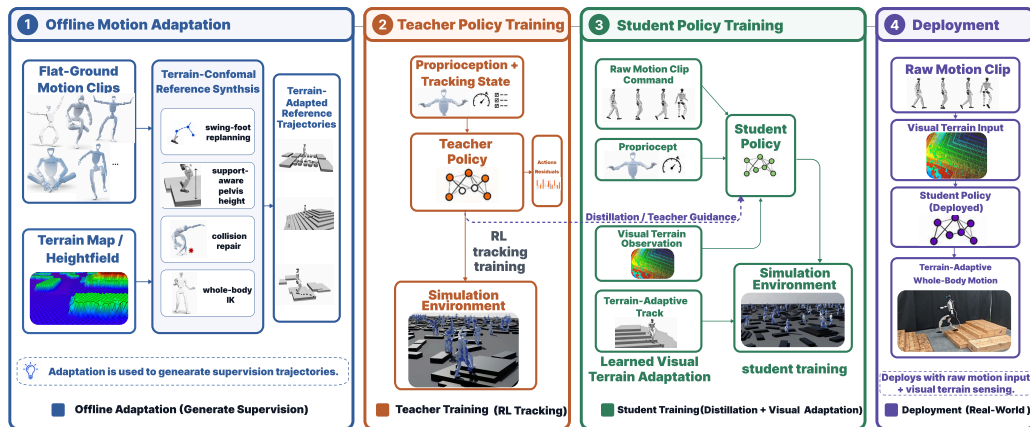 1 Offline Motion Adaptation
Flat-Ground
Motion Clips
...
Terrain Map /
Heightfield
Terrain-Confomal
Reference Synthsis
swing-foot
replanning
support-
aware
pelvis
height
collision
repair
whole-body
IK
Terrain-
Adapted
Reference
Trajectories
Adaptation is used to genearate supervision trajectories.
Offline Adaptation (Generate Supervision)
2 Teacher Policy Training
Proprioception +
Tracking State
Teacher
Policy
Actions
Residuals
RL
tracking
training
Simulation
Environment
Teacher Training (RL Tracking)
3 Student Policy Training
Raw Motion Clip
Command
Propriocept
Student
Policy
Distillation / Teacher Guidance
Visual Terrain
Observation
Terrain-Adaptive
Track
Learned Visual
Terrain Adaptation
Simulation
Environment
student training
Student Training (Distillation + Visual Adaptation)
4 Deployment
Raw Motion Clip
Visual Terrain Input
Student Policy
(Deployed)
Terrain-Adaptive
Whole-Body Motion
Deploys with raw motion input
+ visual terrain sensing.
Deployment (Real-World)